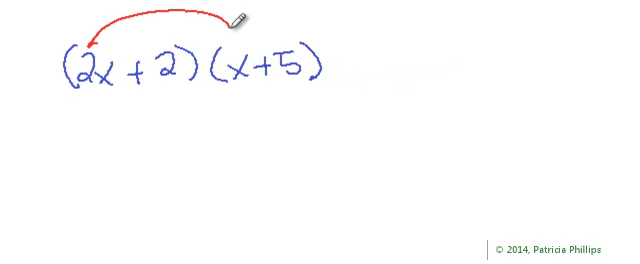 (2x + 2) (x + 5)
© 2014, Patricia Phillips